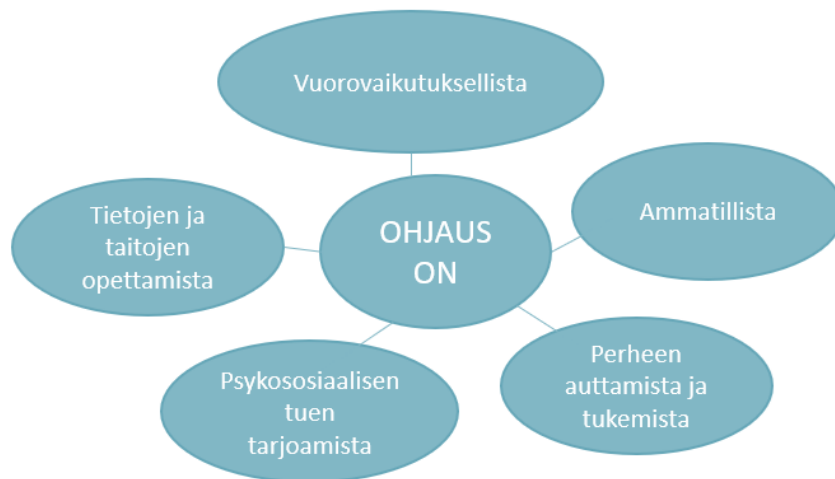 Vuorovaikutuksellista
Tietojen ja
taitojen
opettamista
OHJAUS
ON
Ammatillista
Psykososiaalisen
tuen
tarjoamista
Perheen
auttamista ja
tukemista